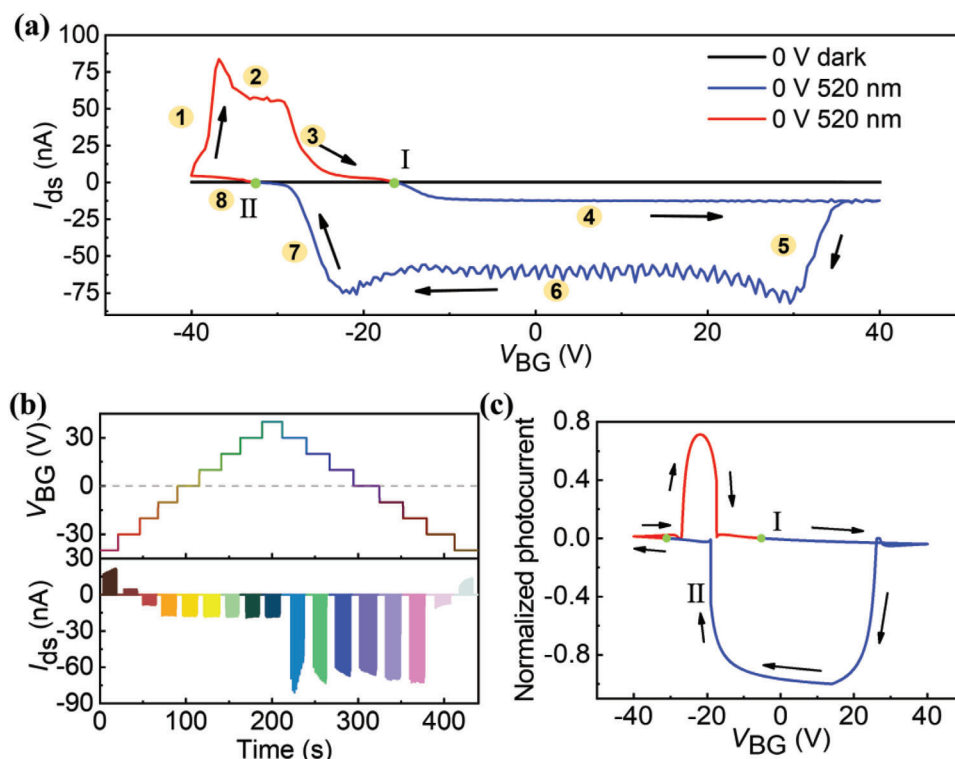 (a)
100
75
50
25
0
-25
-50
-75
I_ds (nA)
1
2
3
I
8
II
7
4
5
6
0 V dark
0 V 520 nm
0 V 520 nm
-40
-20
0
20
40
V_BG (V)
(b)
30
0
-30
30
V_BG (V)
0
-30
-60
-90
I_ds (nA)
0
100
200
300
400
Time (s)
(c)
0.8
0.4
0.0
-0.4
-0.8
Normalized photocurrent
I
II
-40
-20
0
20
40
V_BG (V)